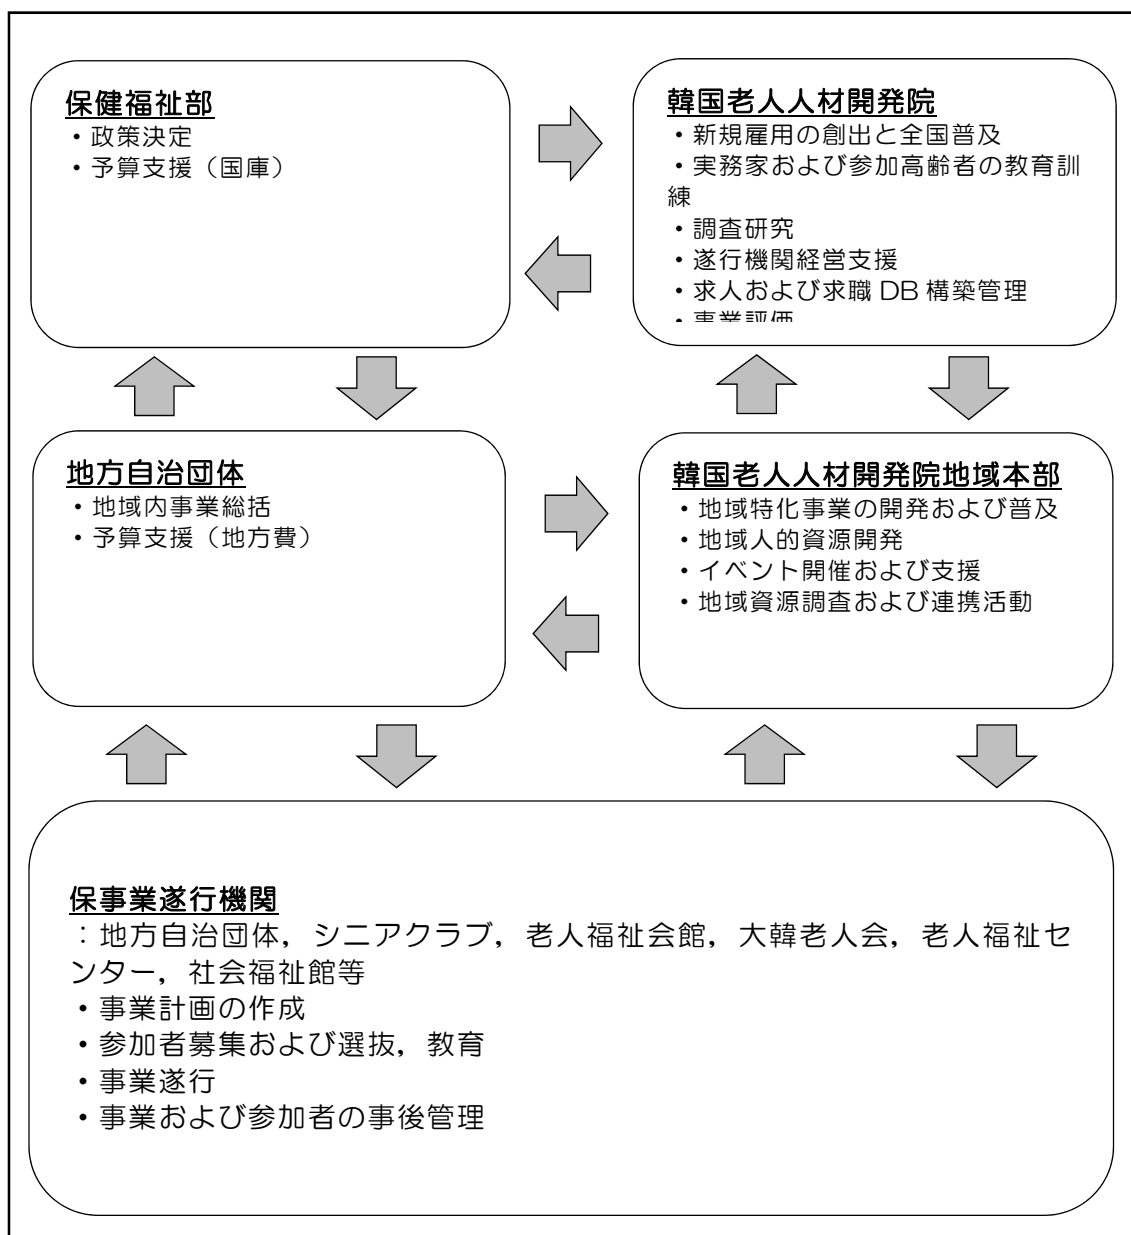 保健福祉部
・政策決定
・予算支援（国庫）
韓国老人人材開発院
・新規雇用の創出と全国普及
・実務家および参加高齢者の教育訓
練
・調査研究
・遂行機関経営支援
・求人および求職 DB 構築管理
・事業評価
地方自治団体
・地域内事業総括
・予算支援（地方費）
韓国老人人材開発院地域本部
・地域特化事業の開発および普及
・地域人的資源開発
・イベント開催および支援
・地域資源調査および連携活動
保事業遂行機関
：地方自治団体，シニアクラブ，老人福祉会館，大韓老人会，老人福祉セ
ンター，社会福祉館等
・事業計画の作成
・参加者募集および選抜，教育
・事業遂行
・事業および参加者の事後管理